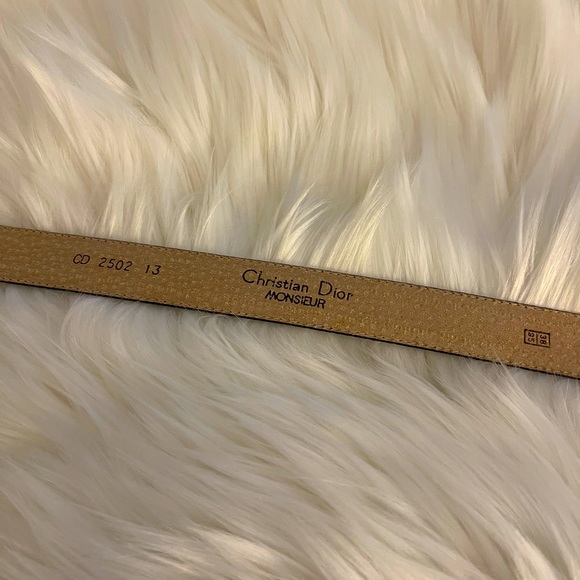 CD 2502 13
Christian Dior
MONSIEUR